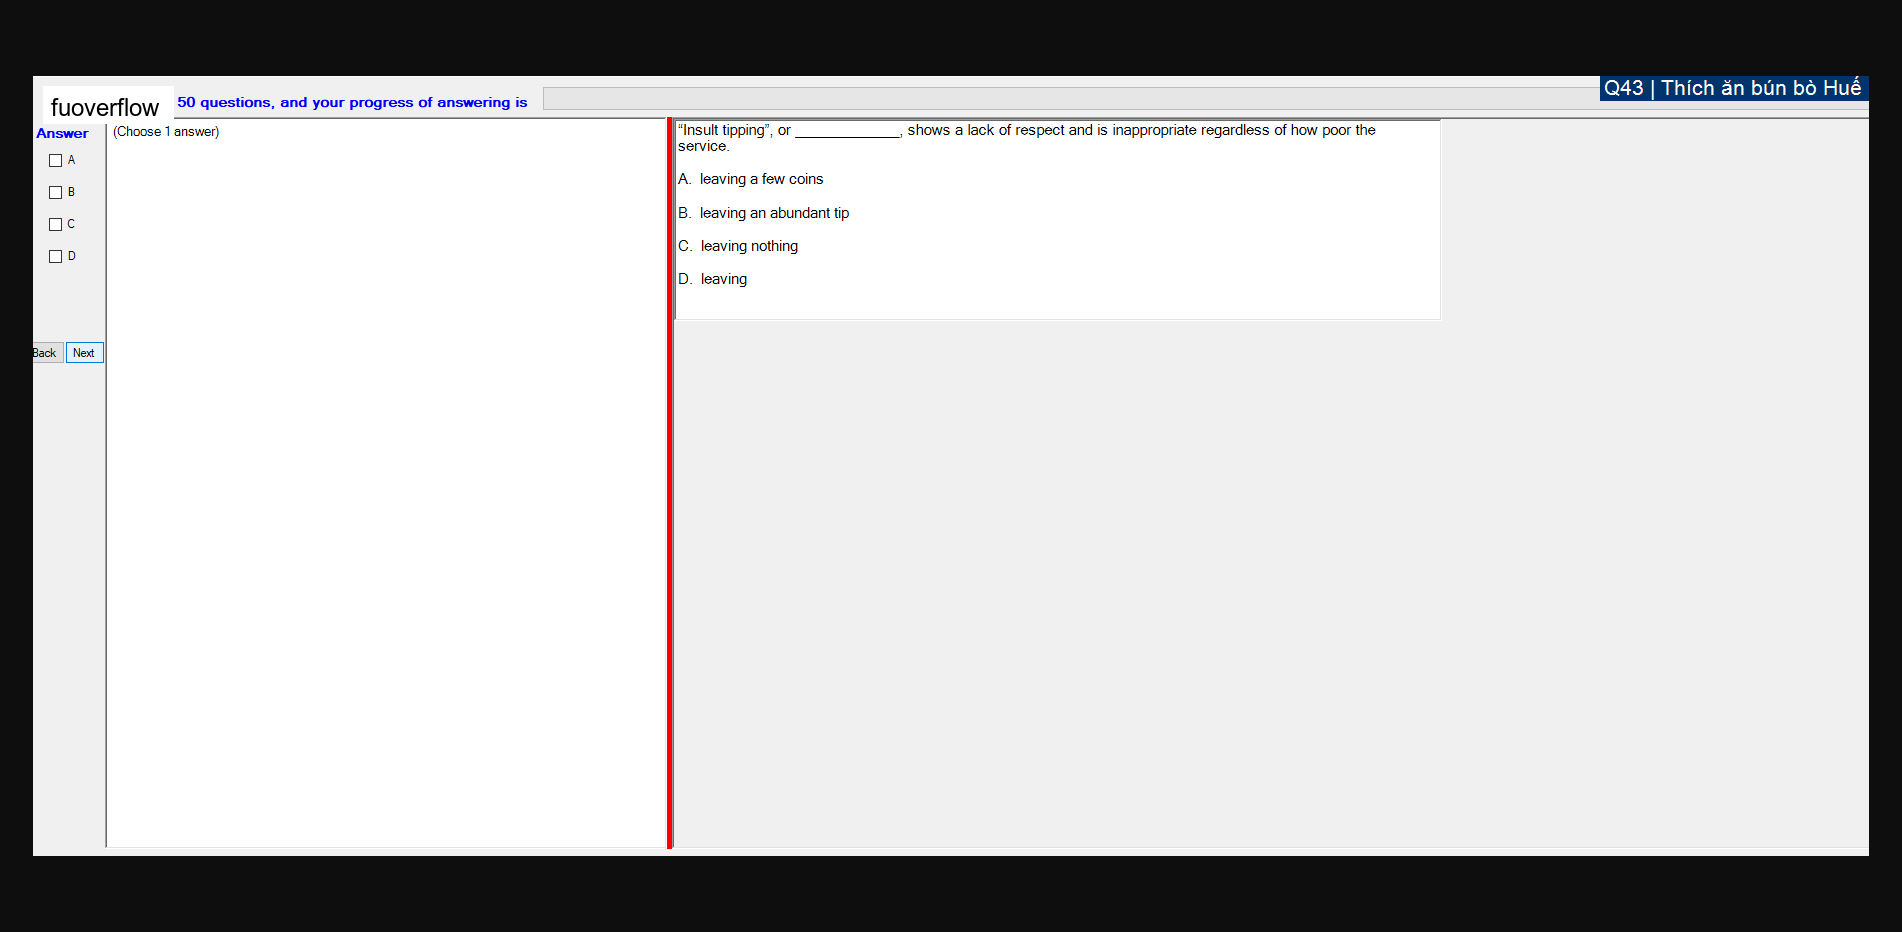 Q43 | Thích ăn bún bò Huế
fuoverflow
50 questions, and your progress of answering is
Answer
(Choose 1 answer)
A
B
C
D
Back
Next
“Insult tipping”, or _____________, shows a lack of respect and is inappropriate regardless of how poor the
service.
A. leaving a few coins
B. leaving an abundant tip
C. leaving nothing
D. leaving